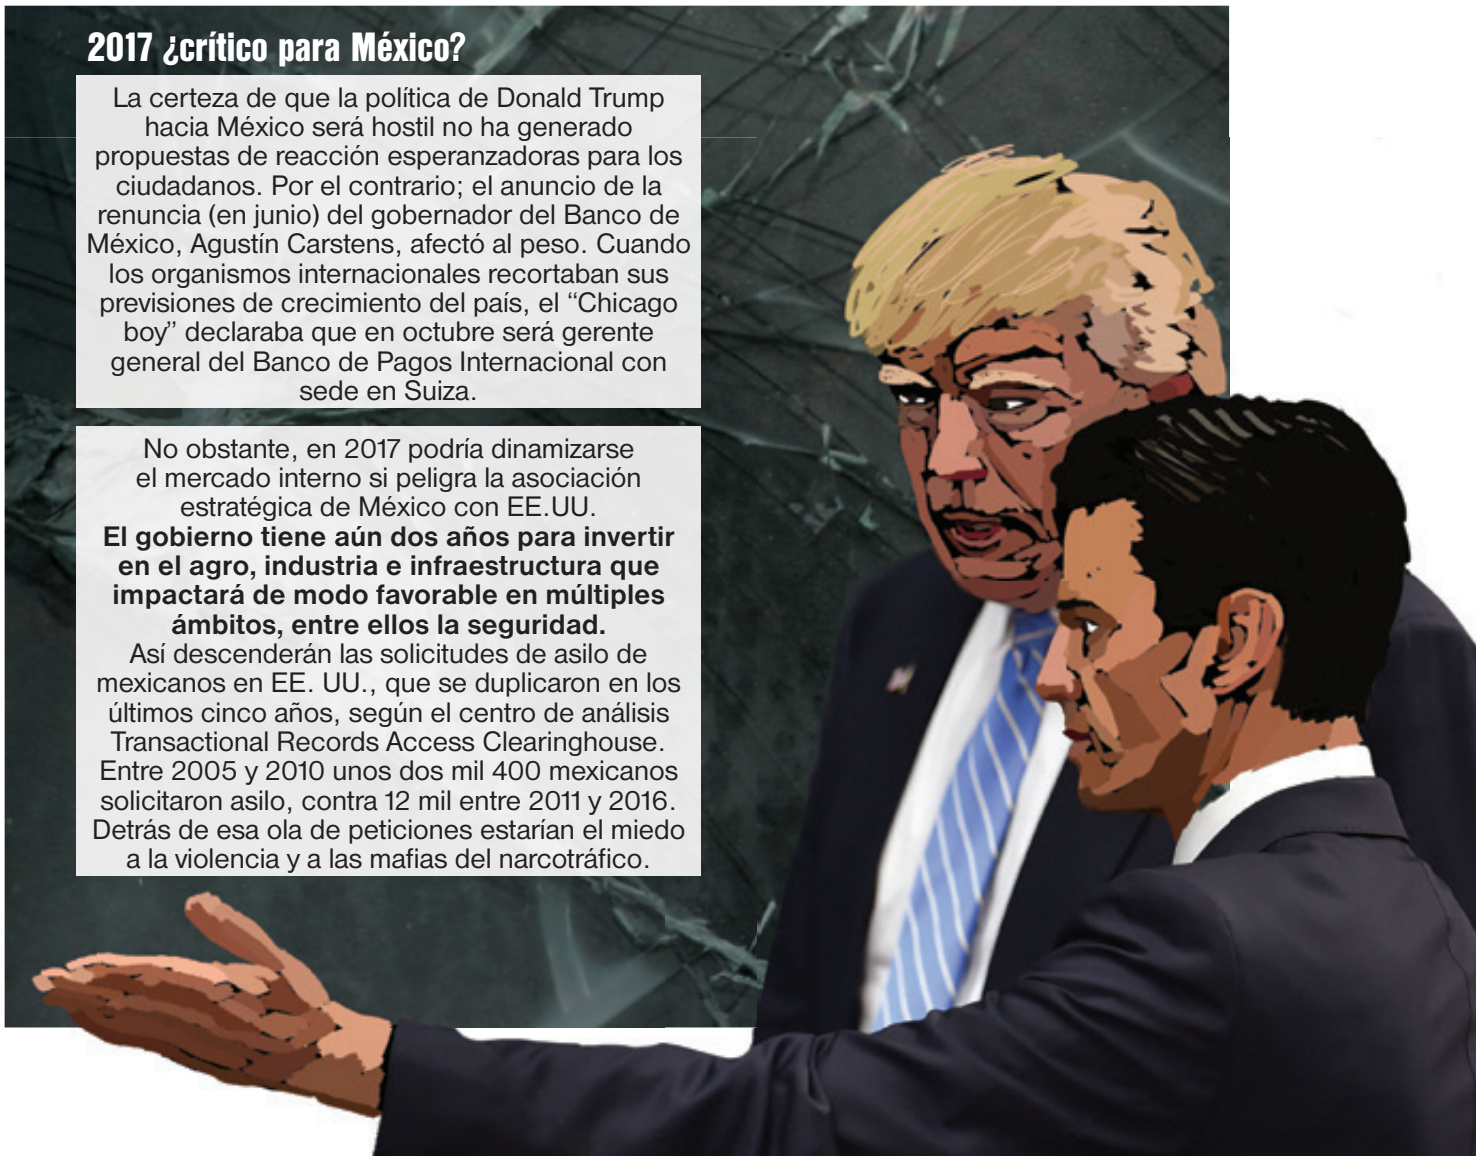 2017 ¿crítico para México?
La certeza de que la política de Donald Trump
hacia México será hostil no ha generado
propuestas de reacción esperanzadoras para los
ciudadanos. Por el contrario; el anuncio de la
renuncia (en junio) del gobernador del Banco de
México, Agustín Carstens, afectó al peso. Cuando
los organismos internacionales recortaban sus
previsiones de crecimiento del país, el “Chicago
boy” declaraba que en octubre será gerente
general del Banco de Pagos Internacional con
sede en Suiza.
No obstante, en 2017 podría dinamizarse
el mercado interno si peligra la asociación
estratégica de México con EE.UU.
El gobierno tiene aún dos años para invertir
en el agro, industria e infraestructura que
impactará de modo favorable en múltiples
ámbitos, entre ellos la seguridad.
Así descenderán las solicitudes de asilo de
mexicanos en EE. UU., que se duplicaron en los
últimos cinco años, según el centro de análisis
Transactional Records Access Clearinghouse.
Entre 2005 y 2010 unos dos mil 400 mexicanos
solicitaron asilo, contra 12 mil entre 2011 y 2016.
Detrás de esa ola de peticiones estarían el miedo
a la violencia y a las mafias del narcotráfico.